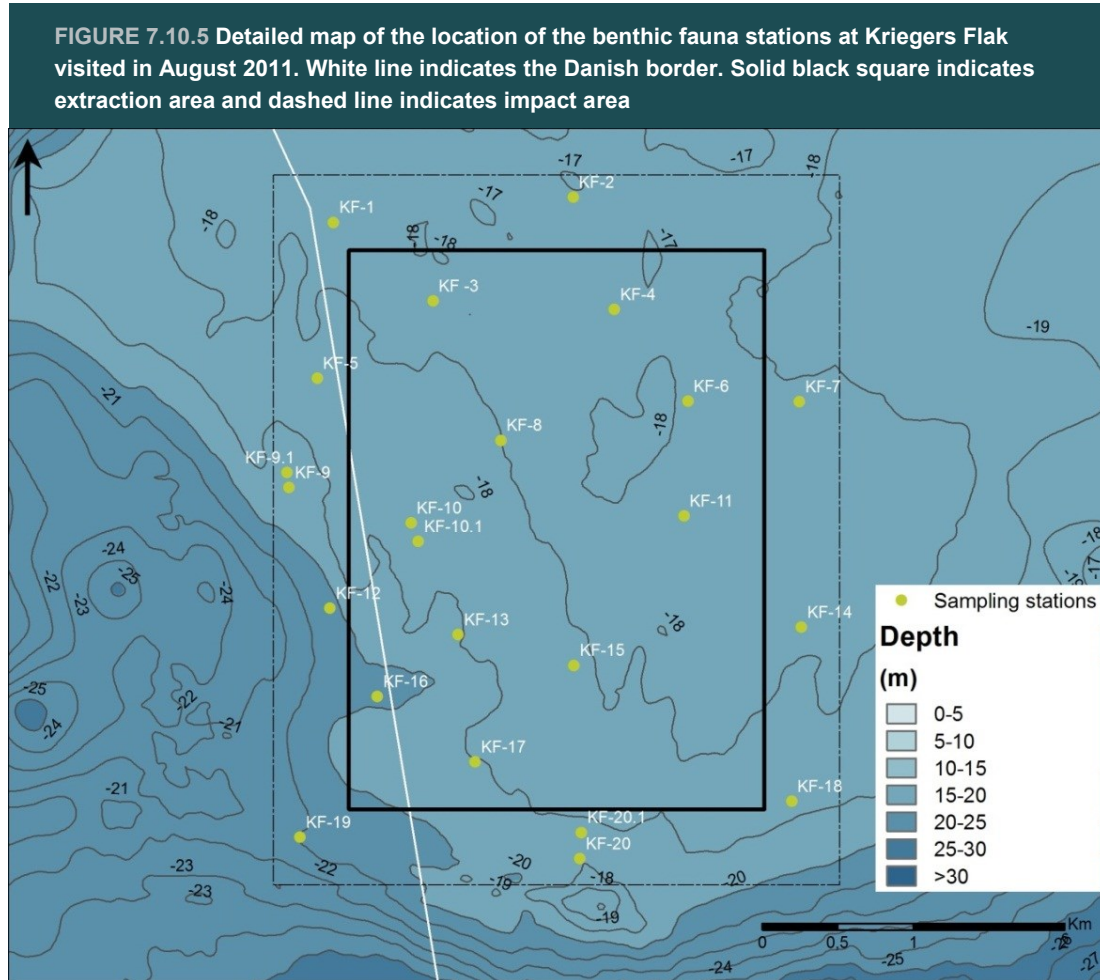 FIGURE 7.10.5 Detailed map of the location of the benthic fauna stations at Kriegers Flak
visited in August 2011. White line indicates the Danish border. Solid black square indicates
extraction area and dashed line indicates impact area
-17
-17
-18
KF-2
-17
KF-1
-18
-18
-18
-17
KF -3
KF-4
-19
KF-5
-21
KF-6
KF-7
-18
KF-8
KF-9.1
KF-9
-18
KF-10
KF-10.1
KF-11
-18
-17
-19
-24
-25
-24
-22
-23
KF-12
KF-13
-18
KF-14
KF-15
KF-16
-25
-24
-22
-21
KF-17
-21
KF-18
KF-19
KF-20.1
KF-20
-22
-20
-19
-18
-19
-20
-23
-23
Sampling stations
Depth
(m)
0-5
5-10
10-15
15-20
20-25
25-30
>30
Km
0
0,5
1
2
-26
-25
-24
-27